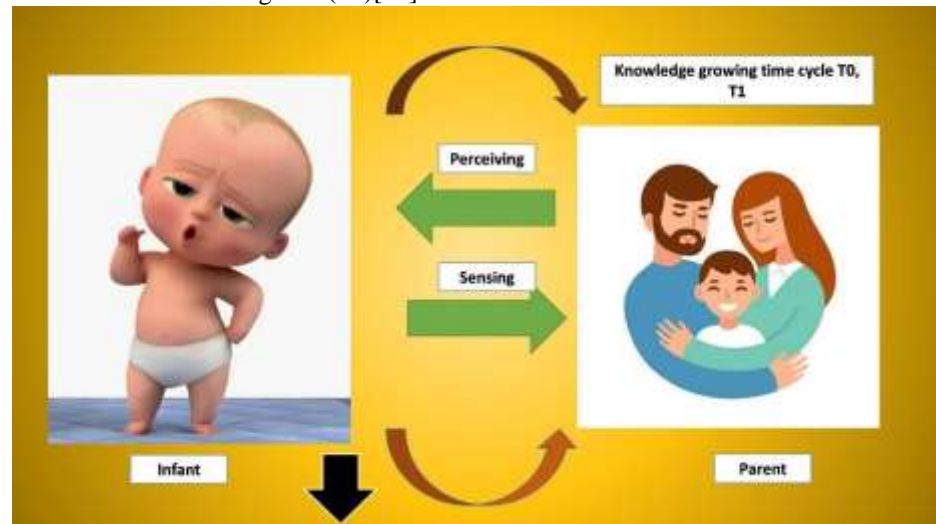 Knowledge growing time cycle T0,
T1
Perceiving
Sensing
Infant
Parent